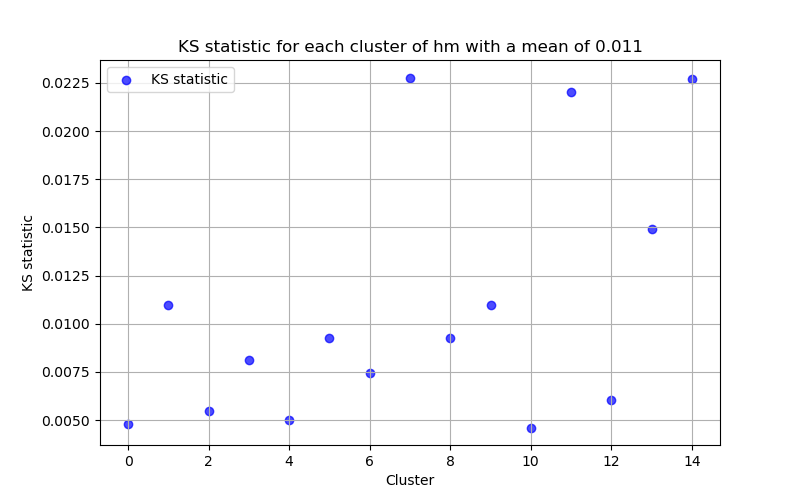 KS statistic for each cluster of hm with a mean of 0.011
KS statistic
0.0225
0.0200
0.0175
0.0150
0.0125
0.0100
0.0075
0.0050
KS statistic
0 2 4 6 8 10 12 14
Cluster